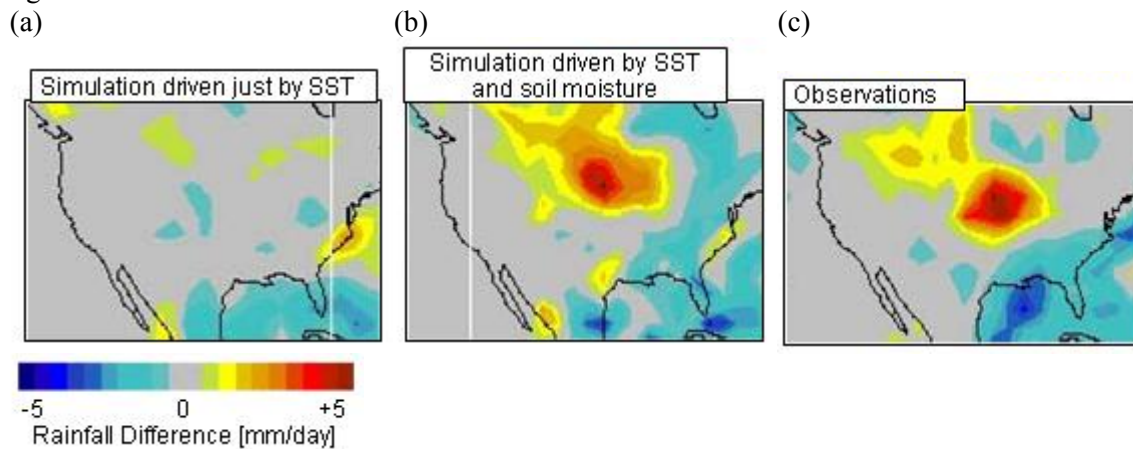 (a)
(b)
(c)
Simulation driven just by SST
Simulation driven by SST
and soil moisture
Observations
-5
0
+5
Rainfall Difference [mm/day]